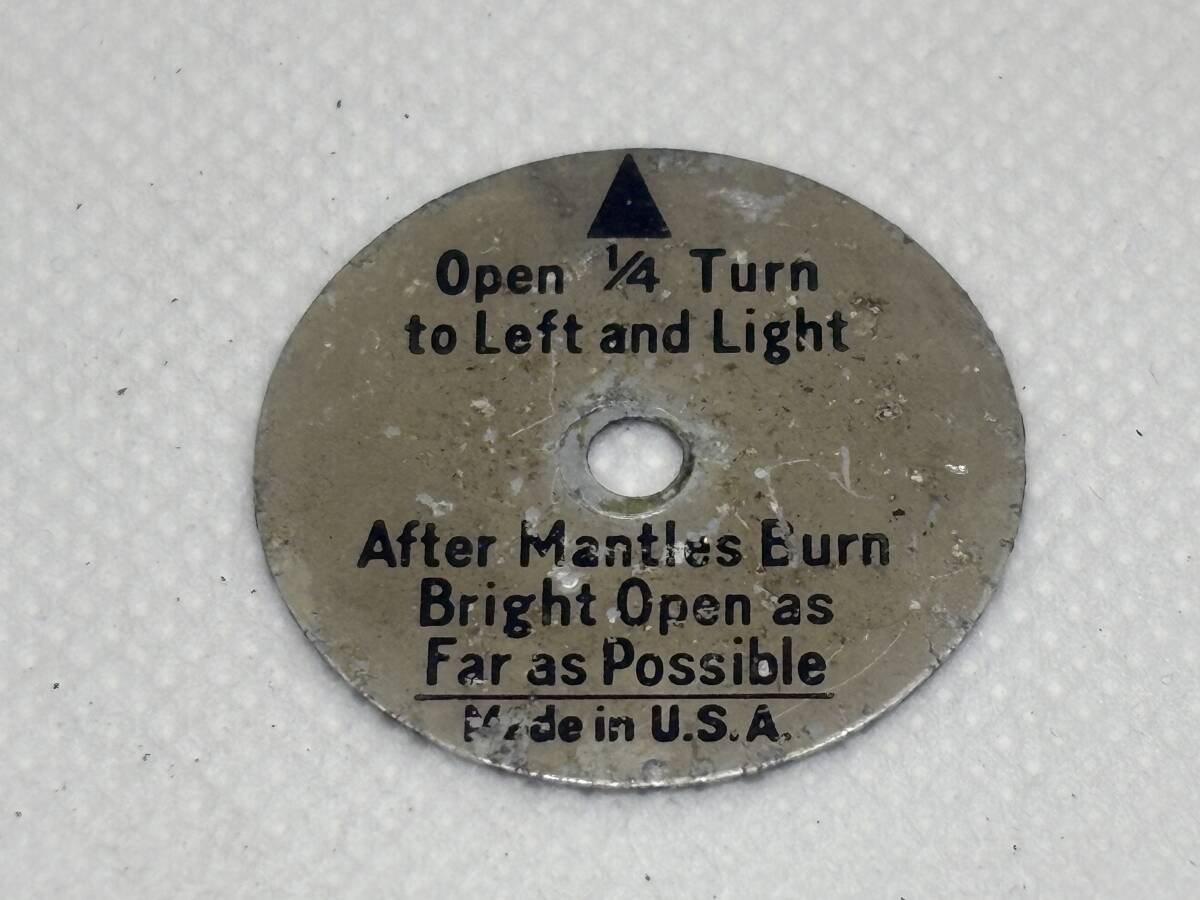 Open 1/4 Turn
to Left and Light
After Mantles Burn
Bright Open as
Far as Possible
Made in U.S.A.